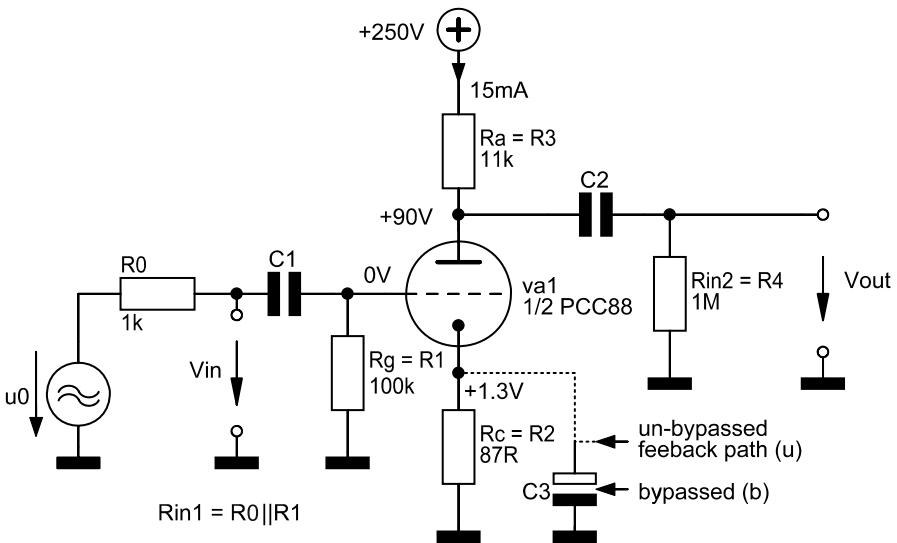 +250V
15mA
Ra = R3
11k
C2
+90V
R0
1k
C1
0V
va1
1/2 PCC88
Rin2 = R4
1M
Vout
u0
Vin
Rg = R1
100k
+1.3V
Rc = R2
87R
un-bypassed
feeback path (u)
C3
bypassed (b)
Rin1 = R0||R1